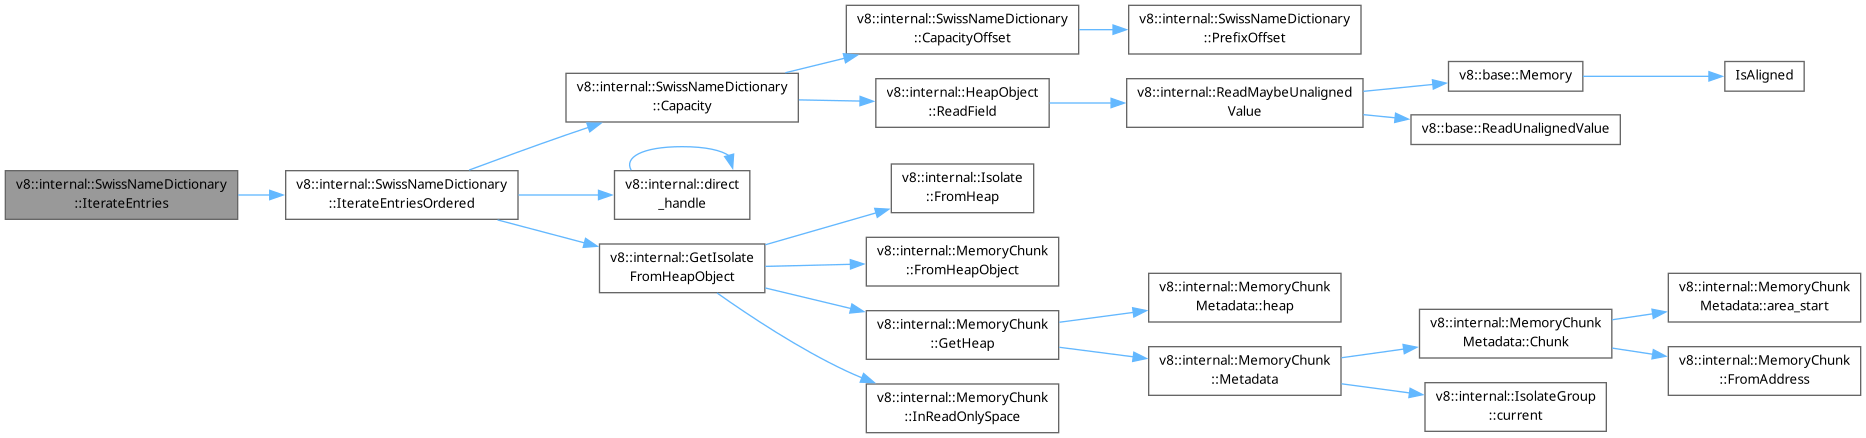 v8::internal::SwissNameDictionary
::IterateEntries
v8::internal::SwissNameDictionary
::IterateEntriesOrdered
v8::internal::SwissNameDictionary
::Capacity
v8::internal::SwissNameDictionary
::CapacityOffset
v8::internal::SwissNameDictionary
::PrefixOffset
v8::internal::HeapObject
::ReadField
v8::internal::ReadMaybeUnaligned
Value
v8::base::Memory
IsAligned
v8::base::ReadUnalignedValue
v8::internal::direct
_handle
v8::internal::GetIsolate
FromHeapObject
v8::internal::Isolate
::FromHeap
v8::internal::MemoryChunk
::FromHeapObject
v8::internal::MemoryChunk
::GetHeap
v8::internal::MemoryChunk
Metadata::heap
v8::internal::MemoryChunk
::Metadata
v8::internal::MemoryChunk
Metadata::Chunk
v8::internal::MemoryChunk
Metadata::area_start
v8::internal::MemoryChunk
::FromAddress
v8::internal::IsolateGroup
::current
v8::internal::MemoryChunk
::InReadOnlySpace